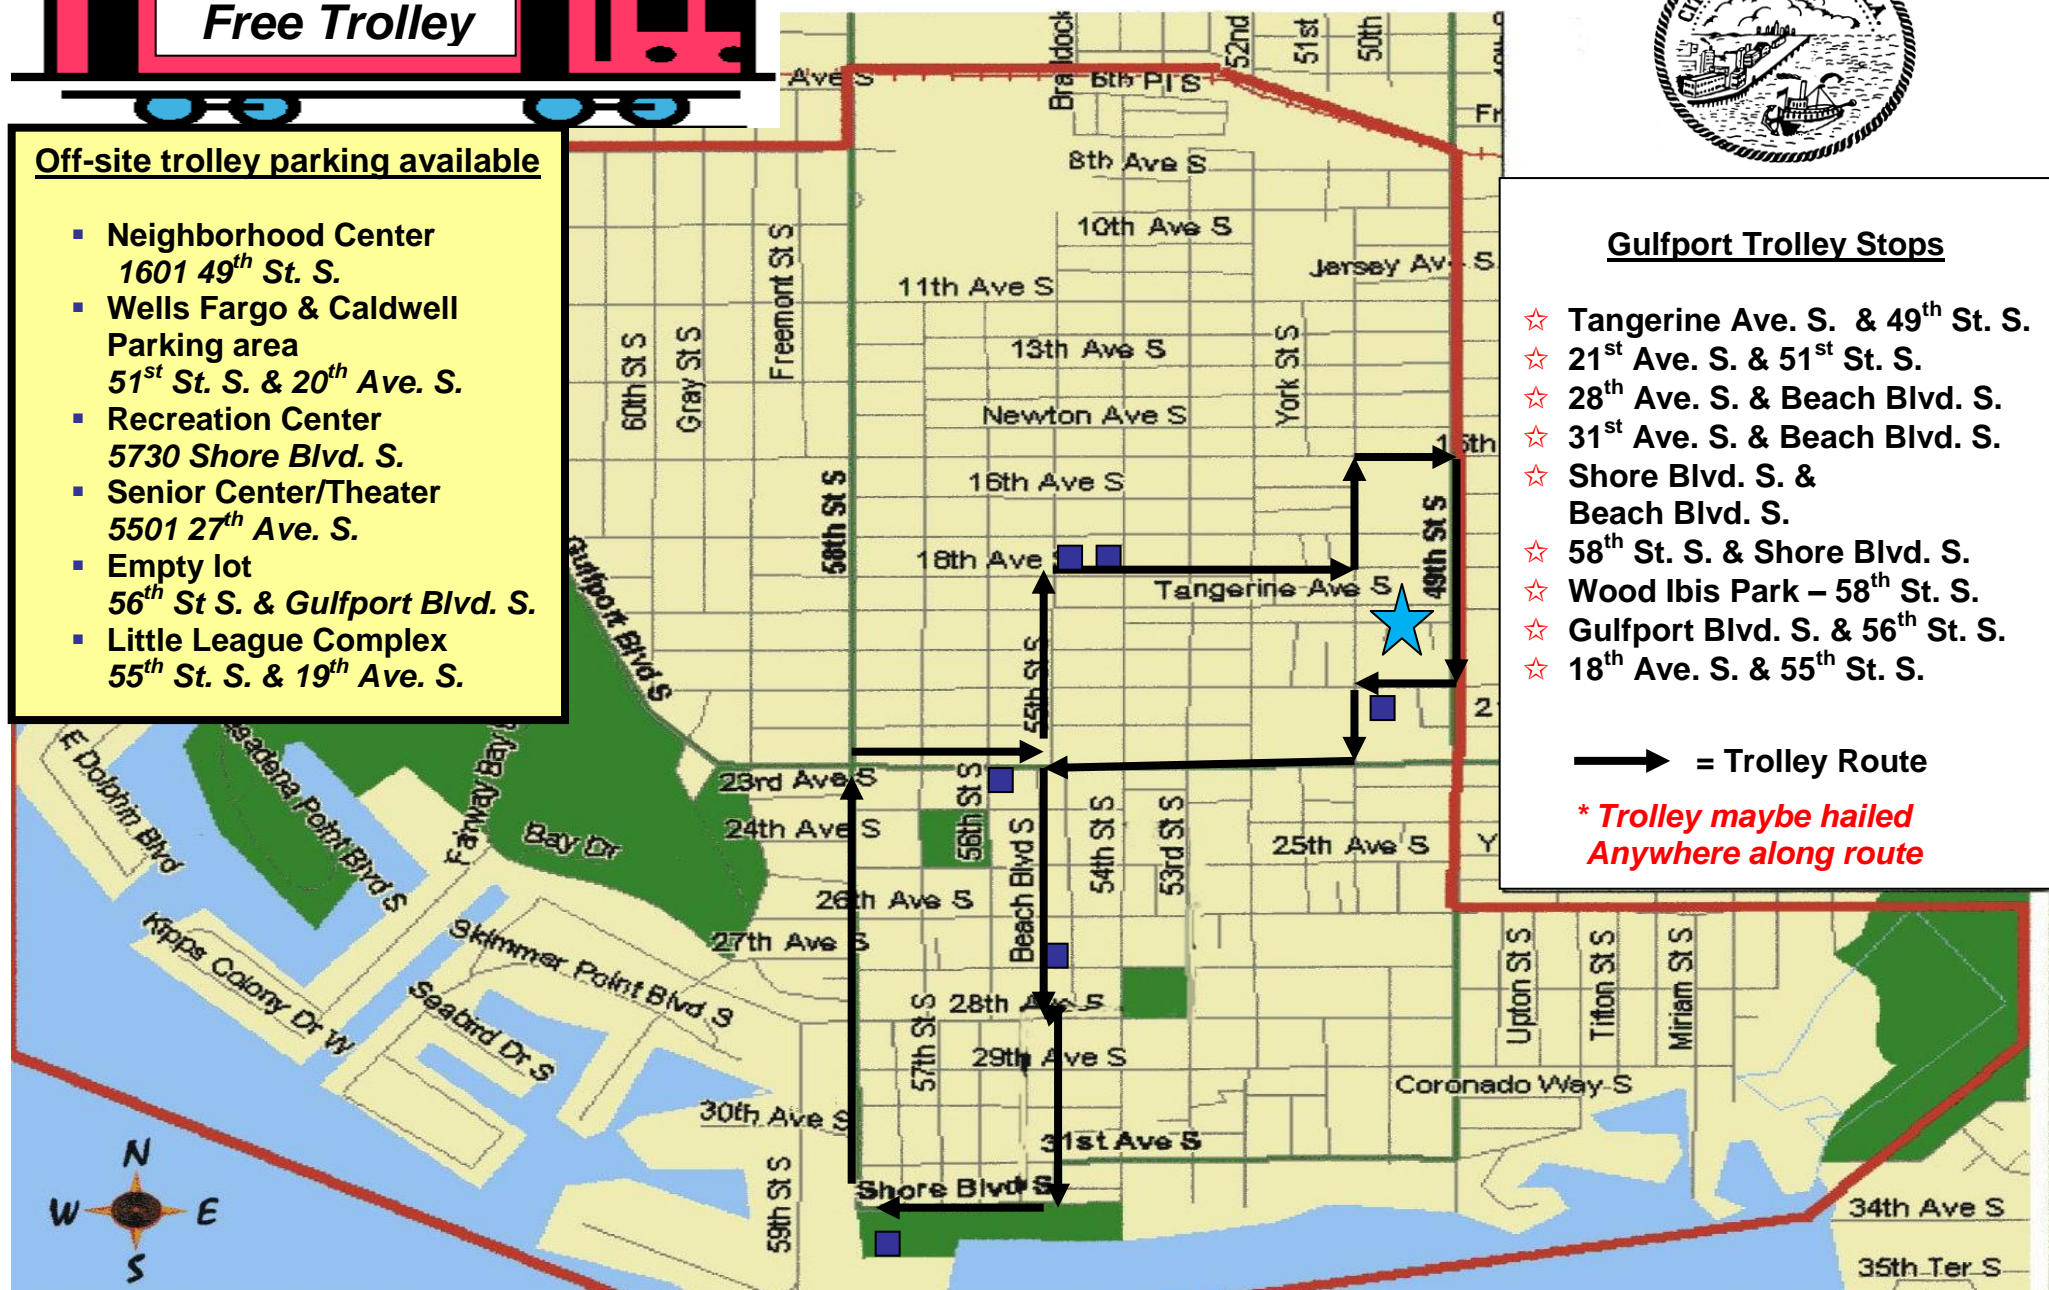 Free Trolley
Off-site trolley parking available
Neighborhood Center
1601 49th St. S.
Wells Fargo & Caldwell
Parking area
51st St. S. & 20th Ave. S.
Recreation Center
5730 Shore Blvd. S.
Senior Center/Theater
5501 27th Ave. S.
Empty lot
56th St S. & Gulfport Blvd. S.
Little League Complex
55th St. S. & 19th Ave. S.
Gulfport Trolley Stops
Tangerine Ave. S. & 49th St. S.
21st Ave. S. & 51st St. S.
28th Ave. S. & Beach Blvd. S.
31st Ave. S. & Beach Blvd. S.
Shore Blvd. S. &
Beach Blvd. S.
58th St. S. & Shore Blvd. S.
Wood Ibis Park – 58th St. S.
Gulfport Blvd. S. & 56th St. S.
18th Ave. S. & 55th St. S.
= Trolley Route
* Trolley maybe hailed
Anywhere along route
Ave S
52nd
51st
50th
6th Pl S
Fr
8th Ave S
10th Ave S
Jersey Av S
11th Ave S
13th Ave S
Newton Ave S
15th
16th Ave S
18th Ave
Tangerine Ave S
60th St S
Gray St S
Freemont St S
York St S
58th St S
49th St S
55th St S
Gulfport Blvd S
2
23rd Ave S
24th Ave S
25th Ave S
Y
26th Ave S
27th Ave S
28th Ave S
29th Ave S
30th Ave S
31st Ave S
Shore Blvd S
56th St S
Beach Blvd S
54th St S
53rd St S
57th St S
59th St S
E Dolphin Blvd
Pasadena Point Blvd S
Fairway Bay
Bay Dr
Kipps Colony Dr W
Skimmer Point Blvd S
Seabird Dr S
Upton St S
Tifton St S
Miriam St S
Coronado Way S
34th Ave S
35th Ter S
N
W
E
S